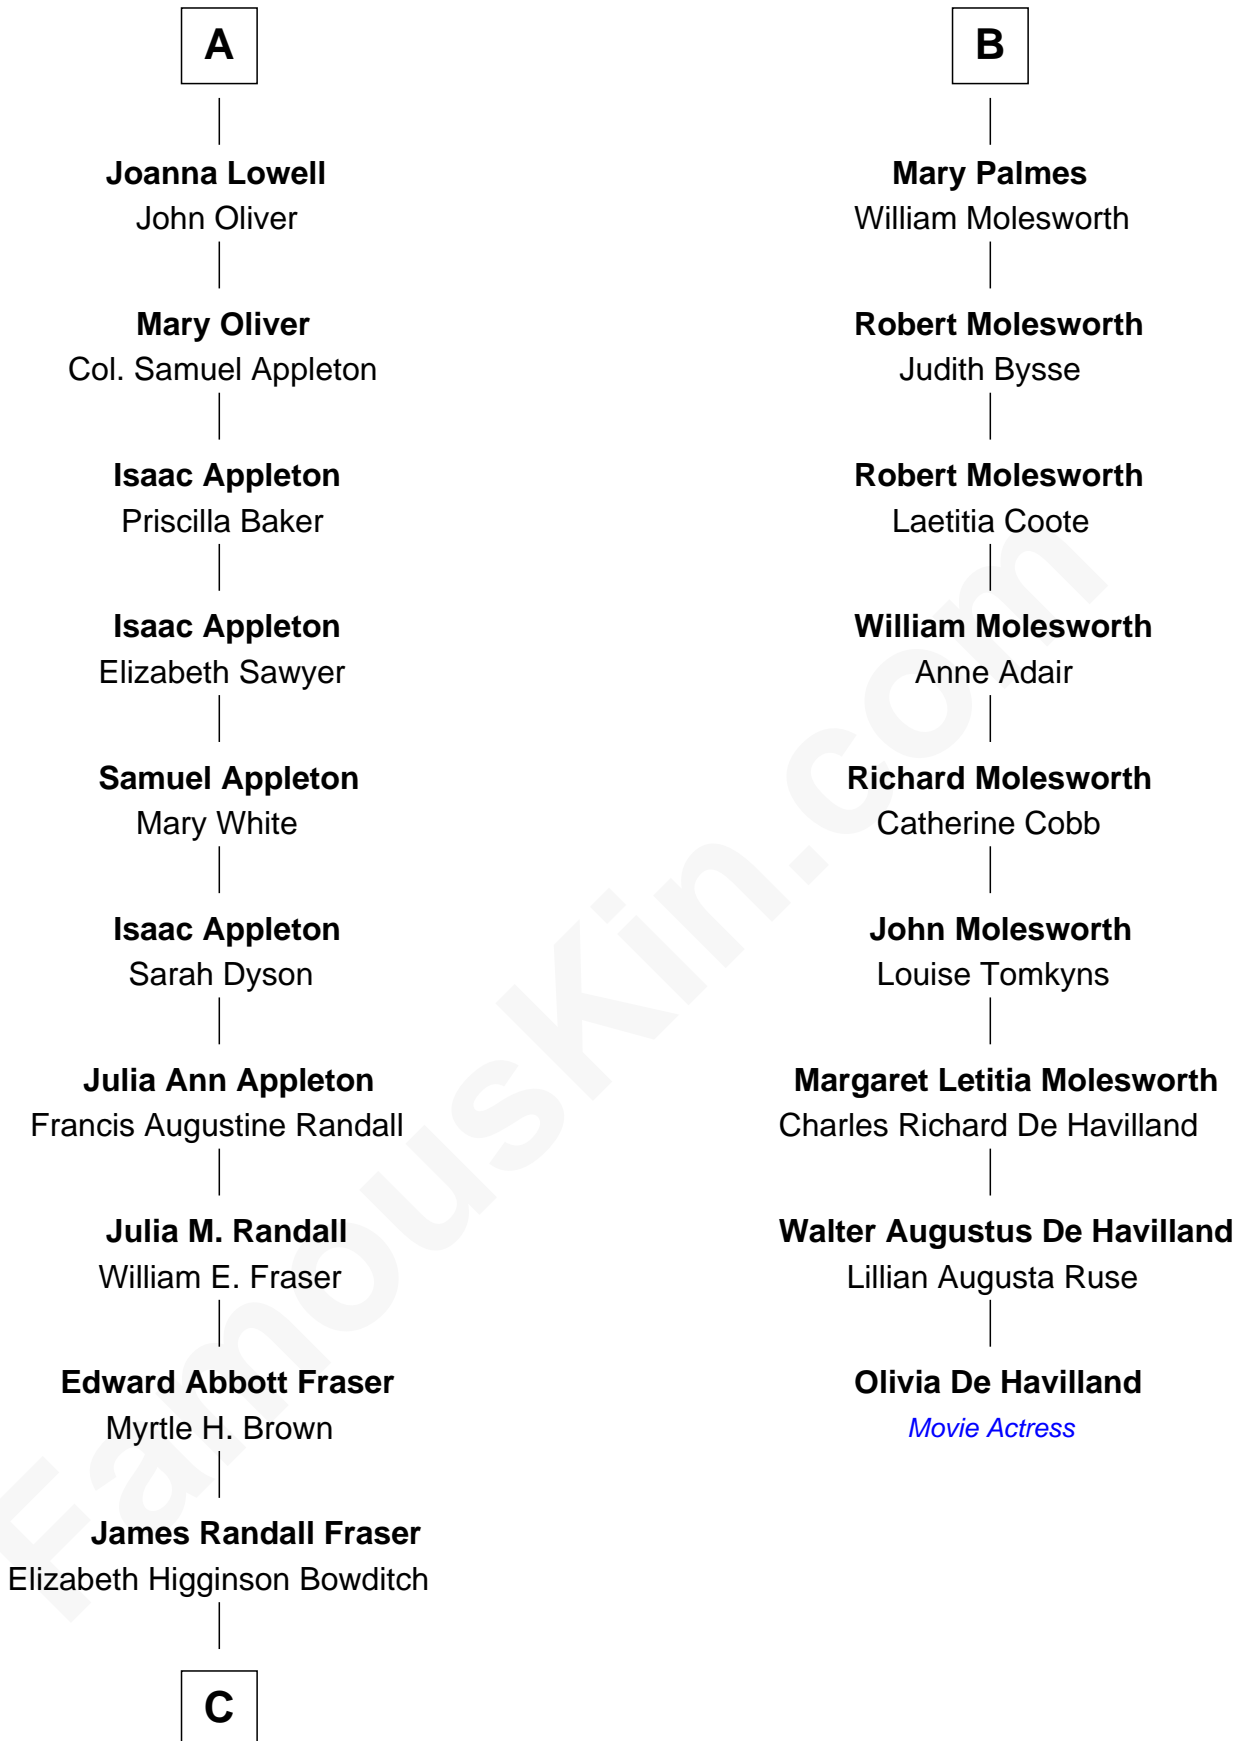 A
Joanna Lowell
John Oliver
Mary Oliver
Col. Samuel Appleton
Isaac Appleton
Priscilla Baker
Isaac Appleton
Elizabeth Sawyer
Samuel Appleton
Mary White
Isaac Appleton
Sarah Dyson
Julia Ann Appleton
Francis Augustine Randall
Julia M. Randall
William E. Fraser
Edward Abbott Fraser
Myrtle H. Brown
James Randall Fraser
Elizabeth Higginson Bowditch
C
B
Mary Palmes
William Molesworth
Robert Molesworth
Judith Bysse
Robert Molesworth
Laetitia Coote
William Molesworth
Anne Adair
Richard Molesworth
Catherine Cobb
John Molesworth
Louise Tomkyns
Margaret Letitia Molesworth
Charles Richard De Havilland
Walter Augustus De Havilland
Lillian Augusta Ruse
Olivia De Havilland
Movie Actress
FamousKin.com